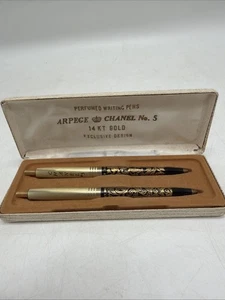 PERFUMED WRITING PENS
ARPEGE CHANEL No. 5
14 KT. GOLD
EXCLUSIVE DESIGN